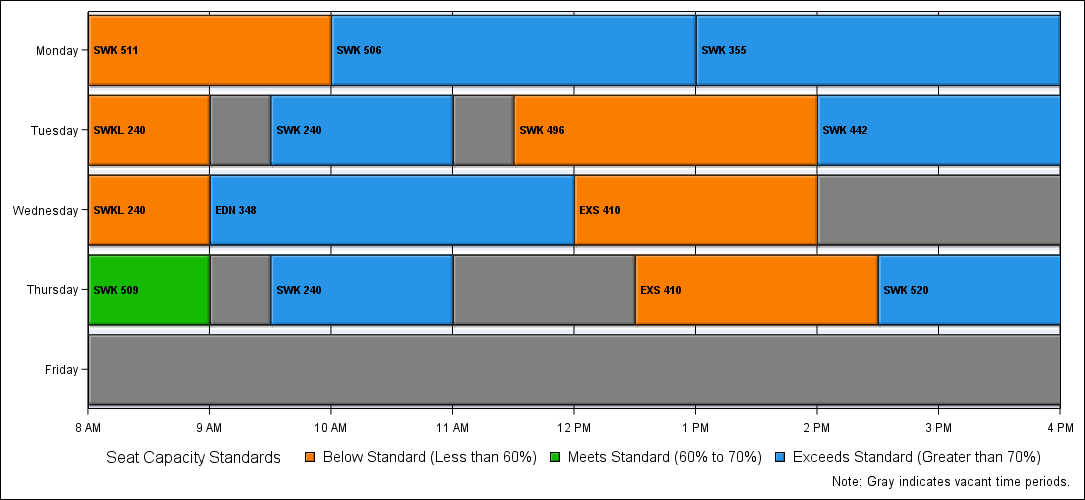 Monday SWK 511 SWK 506 SWK 355
Tuesday SWKL 240 SWK 240 SWK 496 SWK 442
Wednesday SWKL 240 EDN 348 EXS 410
Thursday SWK 509 SWK 240 EXS 410 SWK 520
Friday
8 AM 9 AM 10 AM 11 AM 12 PM 1 PM 2 PM 3 PM 4 PM
Seat Capacity Standards Below Standard (Less than 60%) Meets Standard (60% to 70%) Exceeds Standard (Greater than 70%)
Note: Gray indicates vacant time periods.